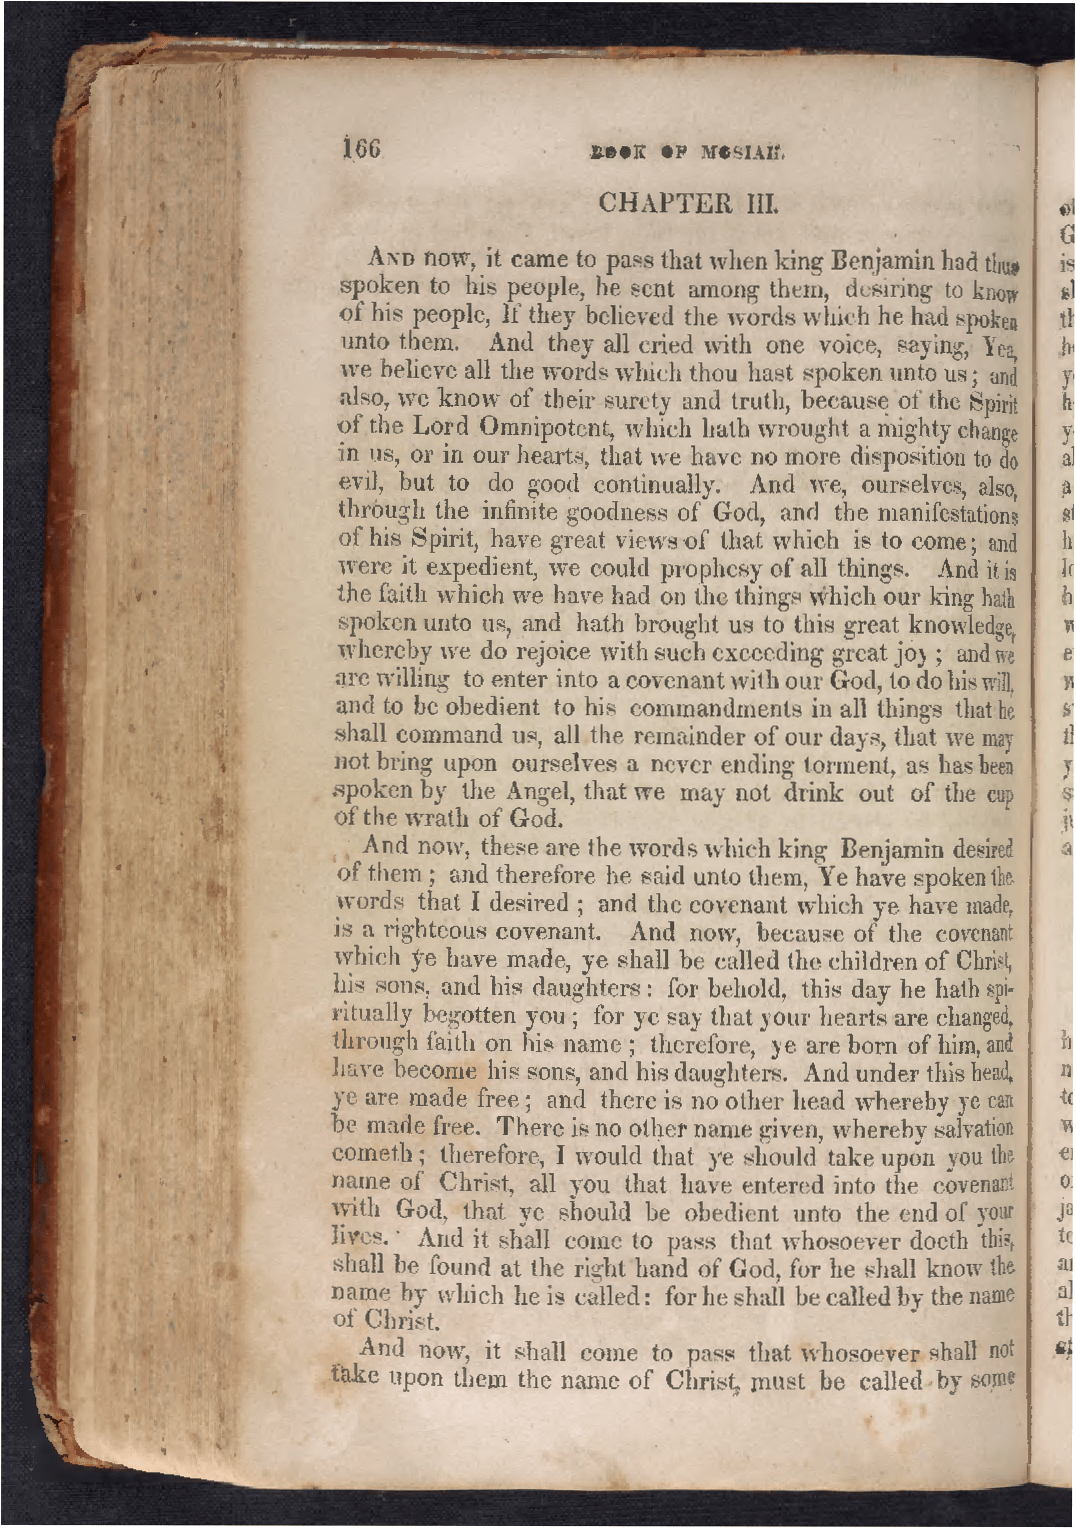 166
BOOK OF MOSIAH.
CHAPTER III.
AND now, it came to pass that when king Benjamin had thus
spoken to his people, he sent among them, desiring to know
of his people, If they believed the words which he had spoken
unto them. And they all cried with one voice, saying, Yea,
we believe all the words which thou hast spoken unto us; and
also, we know of their surety and truth, because of the Spirit
of the Lord Omnipotent, which hath wrought a mighty change
in us, or in our hearts, that we have no more disposition to do
evil, but to do good continually. And we, ourselves, also,
through the infinite goodness of God, and the manifestations
of his Spirit, have great views of that which is to come; and
were it expedient, we could prophesy of all things. And it is
the faith which we have had on the things which our king hath
spoken unto us, and hath brought us to this great knowledge,
whereby we do rejoice with such exceeding great joy; and we
are willing to enter into a covenant with our God, to do his will,
and to be obedient to his commandments in all things that he
shall command us, all the remainder of our days, that we may
not bring upon ourselves a never ending torment, as has been
spoken by the Angel, that we may not drink out of the cup
of the wrath of God.
And now, these are the words which king Benjamin desired
of them; and therefore he said unto them, Ye have spoken the
words that I desired; and the covenant which ye have made,
is a righteous covenant. And now, because of the covenant
which ye have made, ye shall be called the children of Christ,
his sons, and his daughters: for behold, this day he hath spi-
ritually begotten you; for ye say that your hearts are changed,
through faith on his name; therefore, ye are born of him, and
have become his sons, and his daughters. And under this head,
ye are made free; and there is no other head whereby ye can
be made free. There is no other name given, whereby salvation
cometh; therefore, I would that ye should take upon you the
name of Christ, all you that have entered into the covenant
with God, that ye should be obedient unto the end of your
lives. And it shall come to pass that whosoever doeth this,
shall be found at the right hand of God, for he shall know the
name by which he is called: for he shall be called by the name
of Christ.
And now, it shall come to pass that whosoever shall not
take upon them the name of Christ, must be called by some